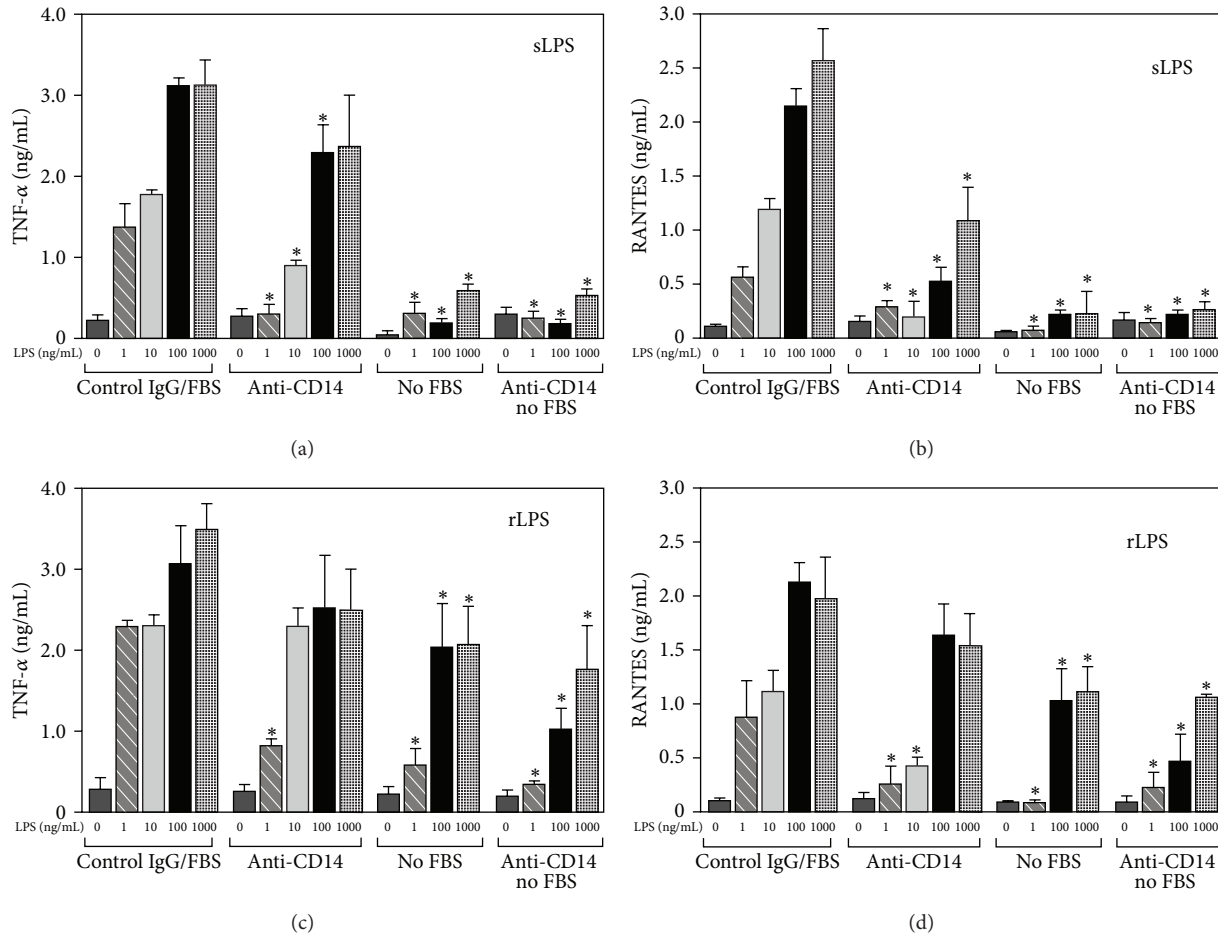 4.0
3.0
2.0
1.0
0
TNF-α (ng/mL)
sLPS
* * * * * * * * * *
LPS (ng/mL) 0 1 10 100 1000 0 1 10 100 1000 0 1 100 1000 0 1 100 1000
Control IgG/FBS Anti-CD14 No FBS Anti-CD14
no FBS
(a)
3.0
2.5
2.0
1.5
1.0
0.5
0
RANTES (ng/mL)
sLPS
* * * * * * * * * *
LPS (ng/mL) 0 1 10 100 1000 0 1 10 100 1000 0 1 100 1000 0 1 100 1000
Control IgG/FBS Anti-CD14 No FBS Anti-CD14
no FBS
(b)
4.0
3.0
2.0
1.0
0
TNF-α (ng/mL)
rLPS
* * * * * * *
LPS (ng/mL) 0 1 10 100 1000 0 1 10 100 1000 0 1 100 1000 0 1 100 1000
Control IgG/FBS Anti-CD14 No FBS Anti-CD14
no FBS
(c)
3.0
2.5
2.0
1.5
1.0
0.5
0
RANTES (ng/mL)
rLPS
* * * * * * * *
LPS (ng/mL) 0 1 10 100 1000 0 1 10 100 1000 0 1 100 1000 0 1 100 1000
Control IgG/FBS Anti-CD14 No FBS Anti-CD14
no FBS
(d)